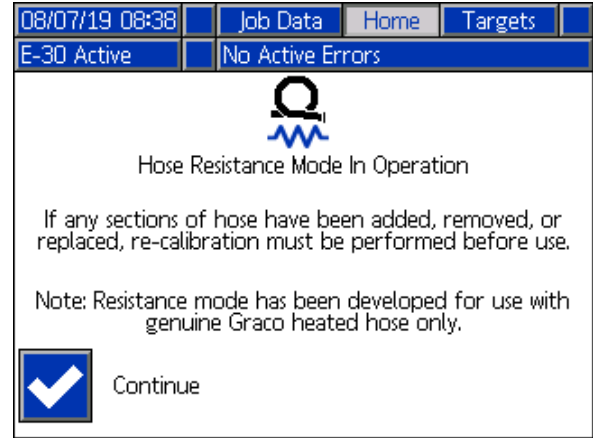 08/07/19 08:38 Job Data Home Targets
E-30 Active No Active Errors
Hose Resistance Mode In Operation
If any sections of hose have been added, removed, or
replaced, re-calibration must be performed before use.
Note: Resistance mode has been developed for use with
genuine Graco heated hose only.
Continue